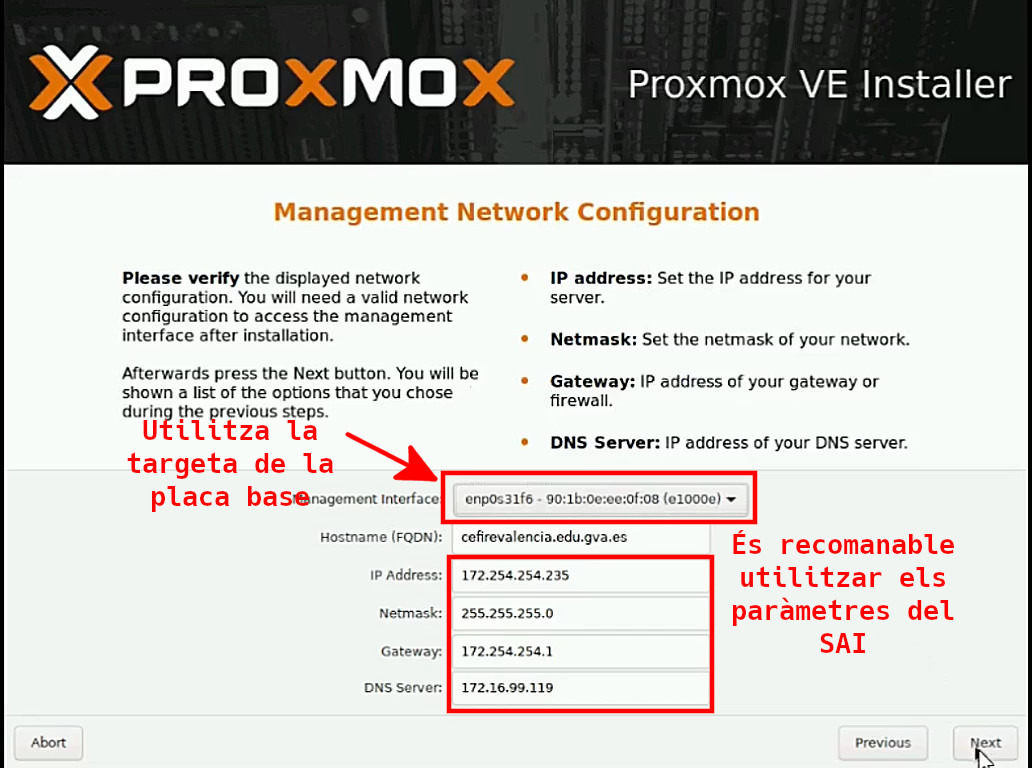 PROXMOX
Proxmox VE Installer
Management Network Configuration
Please verify the displayed network
configuration. You will need a valid network
configuration to access the management
interface after installation.
Afterwards press the Next button. You will be
shown a list of the options that you chose
during the previous steps.
• IP address: Set the IP address for your
server.
• Netmask: Set the netmask of your network.
• Gateway: IP address of your gateway or
firewall.
• DNS Server: IP address of your DNS server.
Utilitza la
targeta de la
placa base
Management Interface: enp0s31f6 - 90:1b:0e:ee:0f:08 (e1000e)
Hostname (FQDN): cefirevalencia.edu.gva.es
IP Address: 172.254.254.235
Netmask: 255.255.255.0
Gateway: 172.254.254.1
DNS Server: 172.16.99.119
És recomanable
utilitzar els
paràmetres del
SAI
Abort
Previous
Next